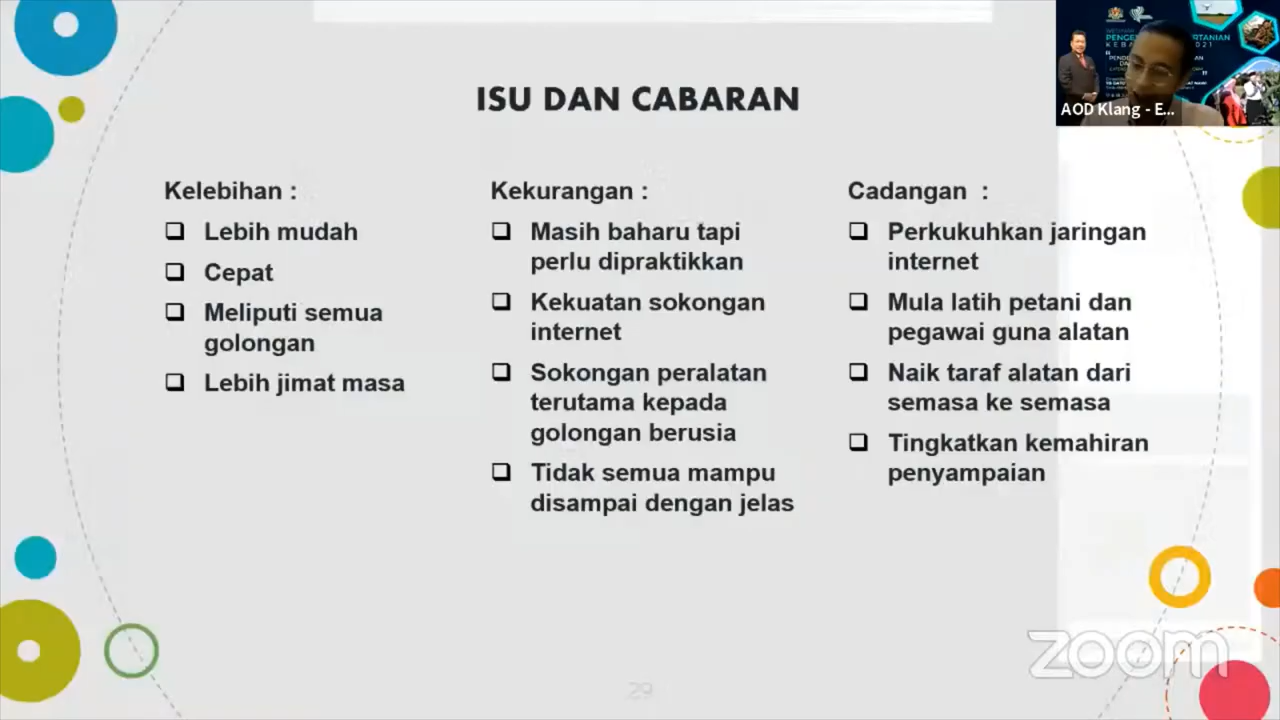 ISU DAN CABARAN
Kelebihan :
Lebih mudah
Cepat
Meliputi semua
golongan
Lebih jimat masa
Kekurangan :
Masih baharu tapi
perlu dipraktikkan
Kekuatan sokongan
internet
Sokongan peralatan
terutama kepada
golongan berusia
Tidak semua mampu
disampai dengan jelas
Cadangan :
Perkukuhkan jaringan
internet
Mula latih petani dan
pegawai guna alatan
Naik taraf alatan dari
semasa ke semasa
Tingkatkan kemahiran
penyampaian
AOD Klang - E...
29
zoom